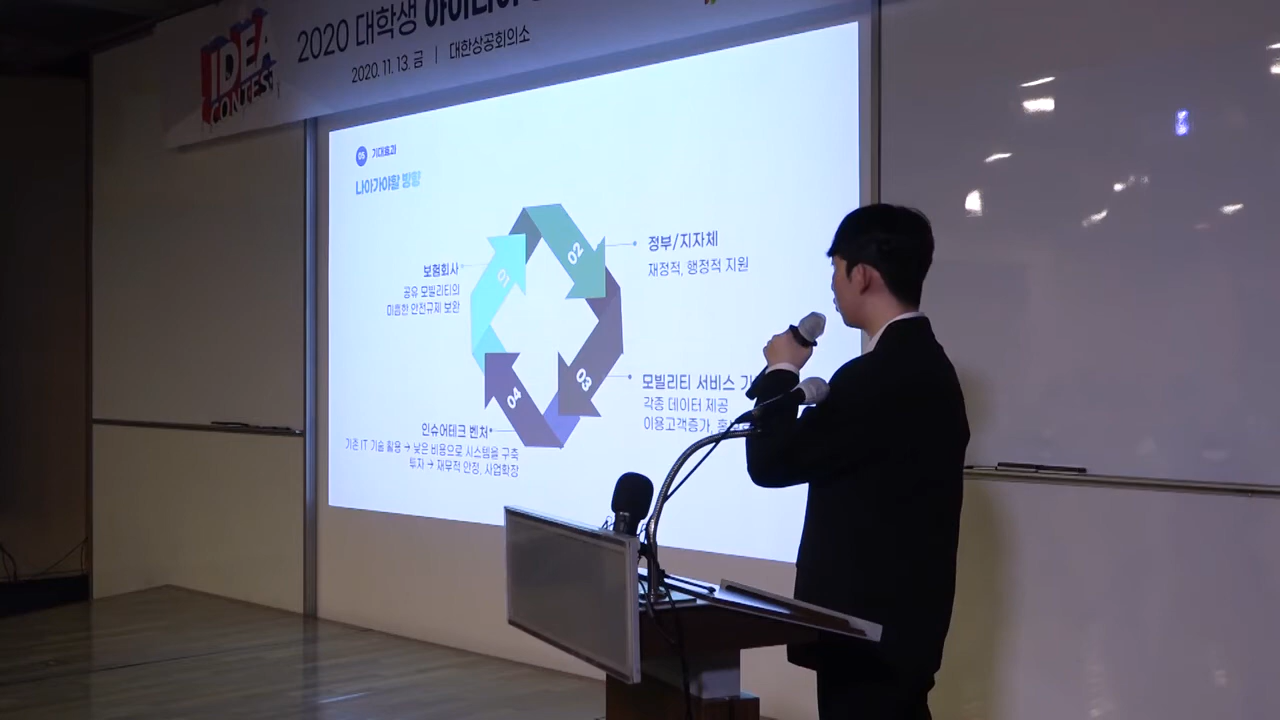 IDEA
CONTEST
2020 대학생 아이디어
2020. 11. 13. 금 | 대한상공회의소
05 기대효과
나아가야할 방향
01
02
03
04
보험회사
공유 모빌리티의
미흡한 안전규제 보완
정부/지자체
재정적, 행정적 지원
모빌리티 서비스
각종 데이터 제공
이용고객증가,
인슈어테크 벤처
기존 IT 기술 활용 → 낮은 비용으로 시스템을 구축
투자 → 재무적 안정, 사업확장